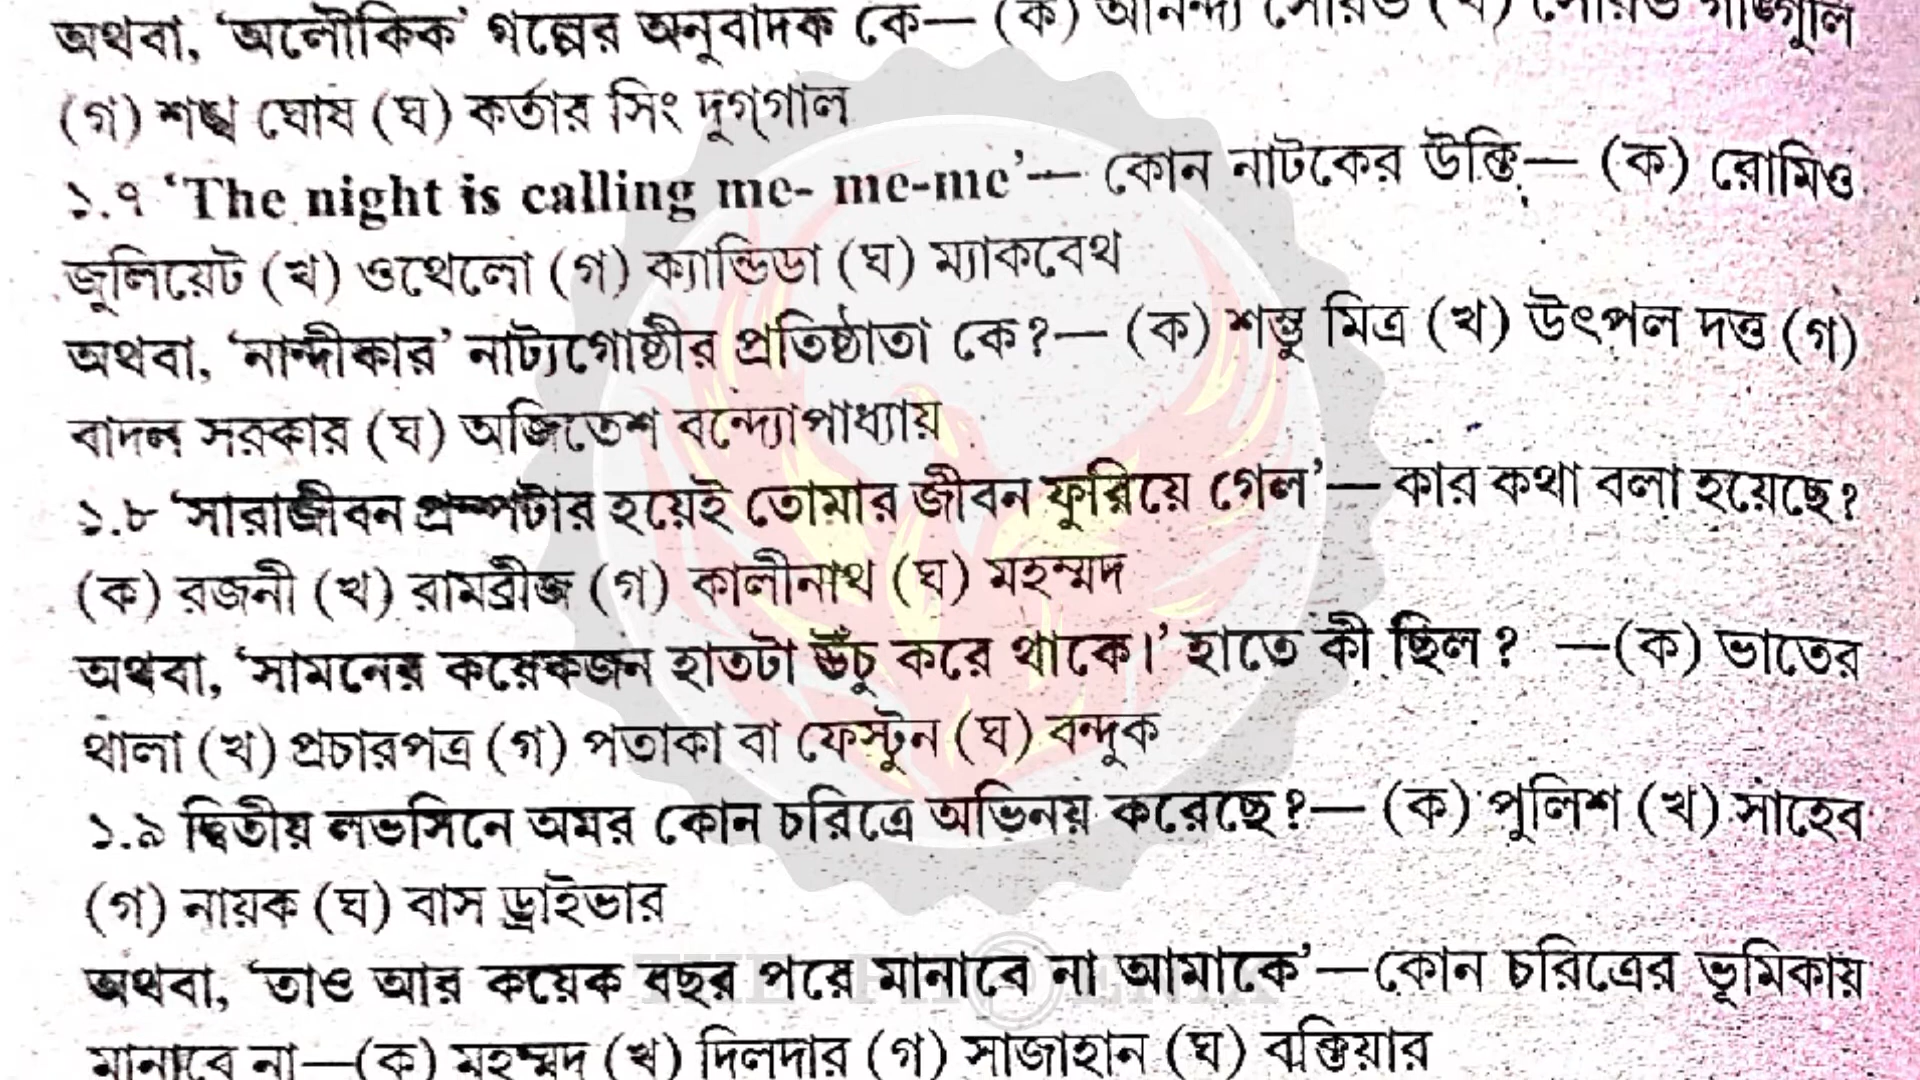 অথবা, ‘অলৌকিক’ গল্পের অনুবাদক কে— (ক) আনন্দা সৌরভ (খ) সৌরভ গাঙ্গুলি
(গ) শঙ্খ ঘোষ (ঘ) কর্তার সিং দুগ্‌গাল
১.৭ ‘The night is calling me- me-me’— কোন নাটকের উক্তি— (ক) রোমিও
জুলিয়েট (খ) ওথেলো (গ) ক্যান্ডিডা (ঘ) ম্যাকবেথ
অথবা, ‘নান্দীকার’ নাট্যগোষ্ঠীর প্রতিষ্ঠাতা কে?— (ক) শম্ভু মিত্র (খ) উৎপল দত্ত (গ)
বাদল সরকার (ঘ) অজিতেশ বন্দ্যোপাধ্যায়
১.৮ ‘সারাজীবন প্রম্পটার হয়েই তোমার জীবন ফুরিয়ে গেল’— কার কথা বলা হয়েছে?
(ক) রজনী (খ) রামব্রীজ (গ) কালীনাথ (ঘ) মহম্মদ
অথবা, ‘সামনের কয়েকজন হাতটা উঁচু করে থাকে।’ হাতে কী ছিল? —(ক) ভাতের
থালা (খ) প্রচারপত্র (গ) পতাকা বা ফেস্টুন (ঘ) বন্দুক
১.৯ দ্বিতীয় লভসিনে অমর কোন চরিত্রে অভিনয় করেছে?— (ক) পুলিশ (খ) সাহেব
(গ) নায়ক (ঘ) বাস ড্রাইভার
অথবা, ‘তাও আর কয়েক বছর পরে মানাবে না আমাকে’—কোন চরিত্রের ভূমিকায়
মানাবে না—(ক) মহম্মদ (খ) দিলদার (গ) সাজাহান (ঘ) বক্তিয়ার